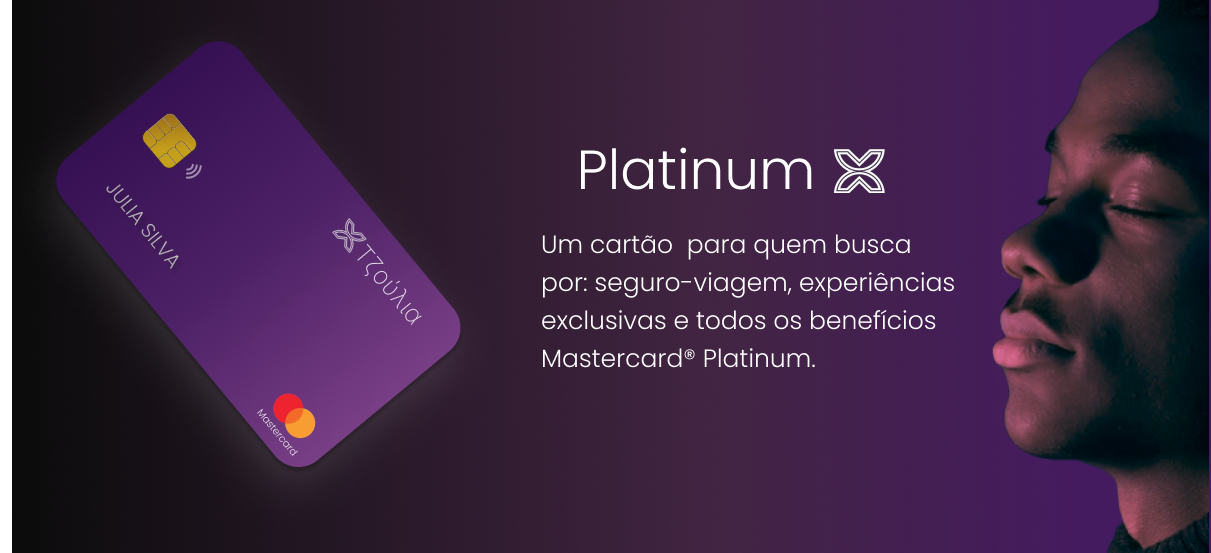 JULIA SILVA
Τζούλια
Mastercard
Platinum
Um cartão para quem busca
por: seguro-viagem, experiências
exclusivas e todos os benefícios
Mastercard® Platinum.